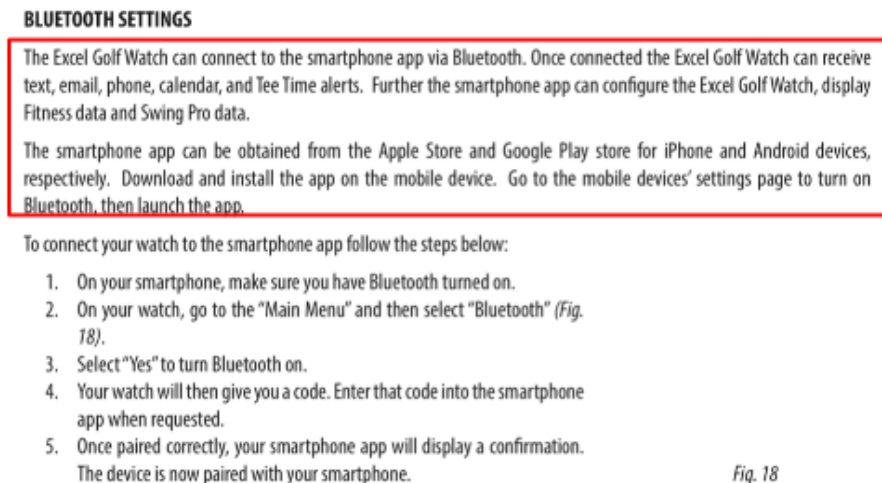 BLUETOOTH SETTINGS
The Excel Golf Watch can connect to the smartphone app via Bluetooth. Once connected the Excel Golf Watch can receive
text, email, phone, calendar, and Tee Time alerts.  Further the smartphone app can configure the Excel Golf Watch, display
Fitness data and Swing Pro data.
The smartphone app can be obtained from the Apple Store and Google Play store for iPhone and Android devices,
respectively.  Download and install the app on the mobile device.  Go to the mobile devices' settings page to turn on
Bluetooth, then launch the app.
To connect your watch to the smartphone app follow the steps below:
1. On your smartphone, make sure you have Bluetooth turned on.
2. On your watch, go to the "Main Menu" and then select "Bluetooth" (Fig.
18).
3. Select "Yes" to turn Bluetooth on.
4. Your watch will then give you a code. Enter that code into the smartphone
app when requested.
5. Once paired correctly, your smartphone app will display a confirmation.
The device is now paired with your smartphone.
Fig. 18